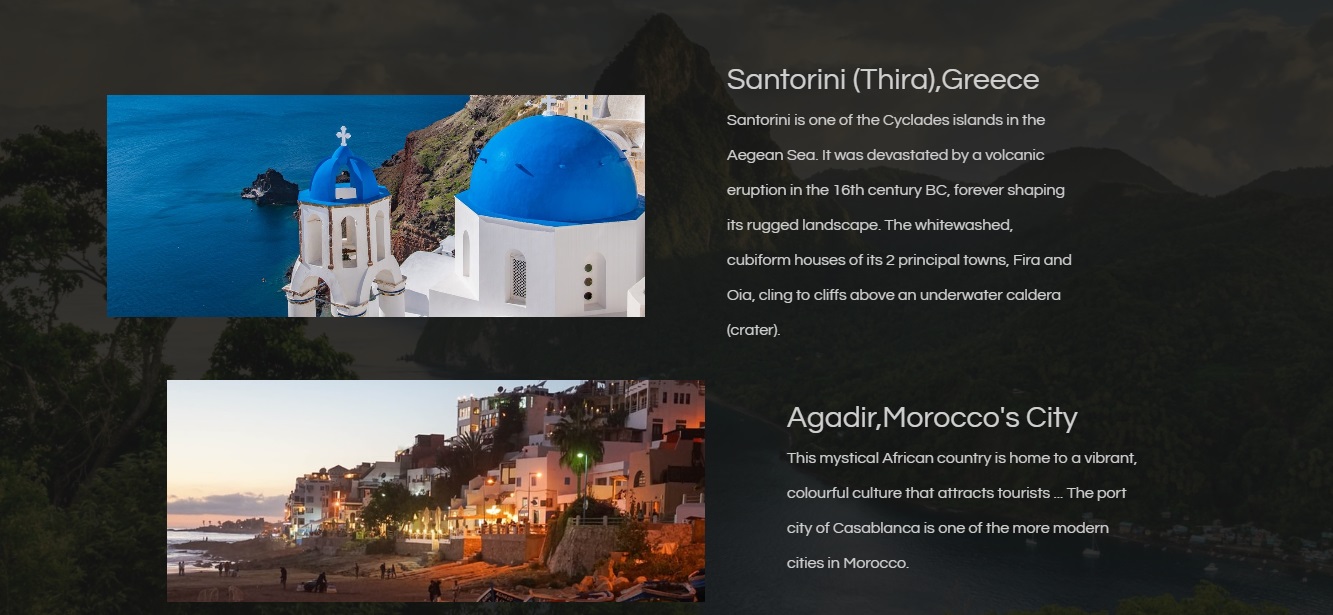 Santorini (Thira),Greece
Santorini is one of the Cyclades islands in the
Aegean Sea. It was devastated by a volcanic
eruption in the 16th century BC, forever shaping
its rugged landscape. The whitewashed,
cubiform houses of its 2 principal towns, Fira and
Oia, cling to cliffs above an underwater caldera
(crater).
Agadir,Morocco's City
This mystical African country is home to a vibrant,
colourful culture that attracts tourists ... The port
city of Casablanca is one of the more modern
cities in Morocco.